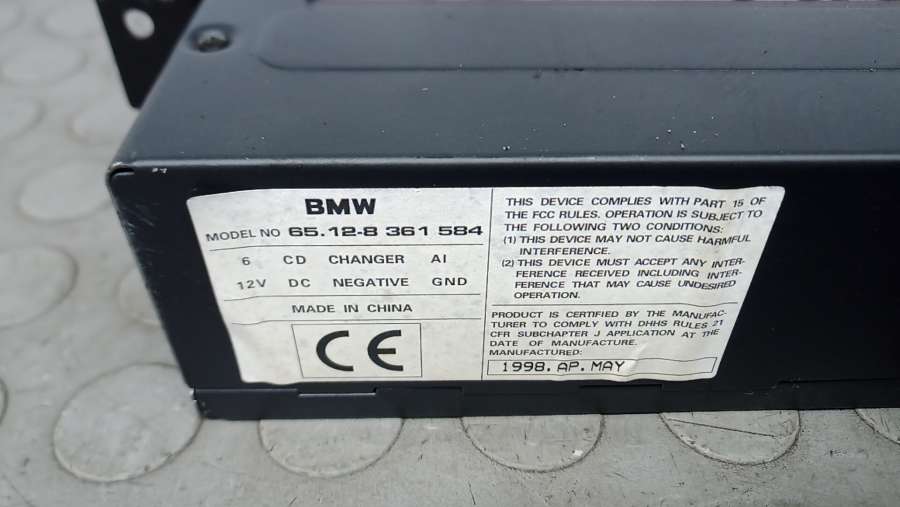 BMW
MODEL NO 65.12-8 361 584
6 CD CHANGER AI
12V DC NEGATIVE GND
MADE IN CHINA
CE
THIS DEVICE COMPLIES WITH PART 15 OF
THE FCC RULES. OPERATION IS SUBJECT TO
THE FOLLOWING TWO CONDITIONS:
(1) THIS DEVICE MAY NOT CAUSE HARMFUL
INTERFERENCE.
(2) THIS DEVICE MUST ACCEPT ANY INTER-
FERENCE RECEIVED INCLUDING INTER-
FERENCE THAT MAY CAUSE UNDESIRED
OPERATION.
PRODUCT IS CERTIFIED BY THE MANUFAC-
TURER TO COMPLY WITH DHHS RULES 21
CFR SUBCHAPTER J APPLICATION AT THE
DATE OF MANUFACTURE.
MANUFACTURED:
1998. AP. MAY